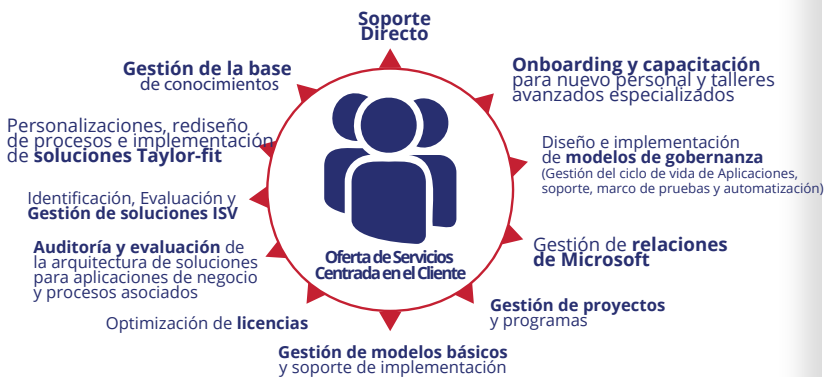 Soporte
Directo
Onboarding y capacitación
para nuevo personal y talleres
avanzados especializados
Diseño e implementación
de modelos de gobernanza
(Gestión del ciclo de vida de Aplicaciones,
soporte, marco de pruebas y automatización)
Gestión de relaciones
de Microsoft
Gestión de proyectos
y programas
Gestión de modelos básicos
y soporte de implementación
Optimización de licencias
Auditoría y evaluación de
la arquitectura de soluciones
para aplicaciones de negocio
y procesos asociados
Identificación, Evaluación y
Gestión de soluciones ISV
Personalizaciones, rediseño
de procesos e implementación
de soluciones Taylor-fit
Gestión de la base
de conocimientos
Oferta de Servicios
Centrada en el Cliente